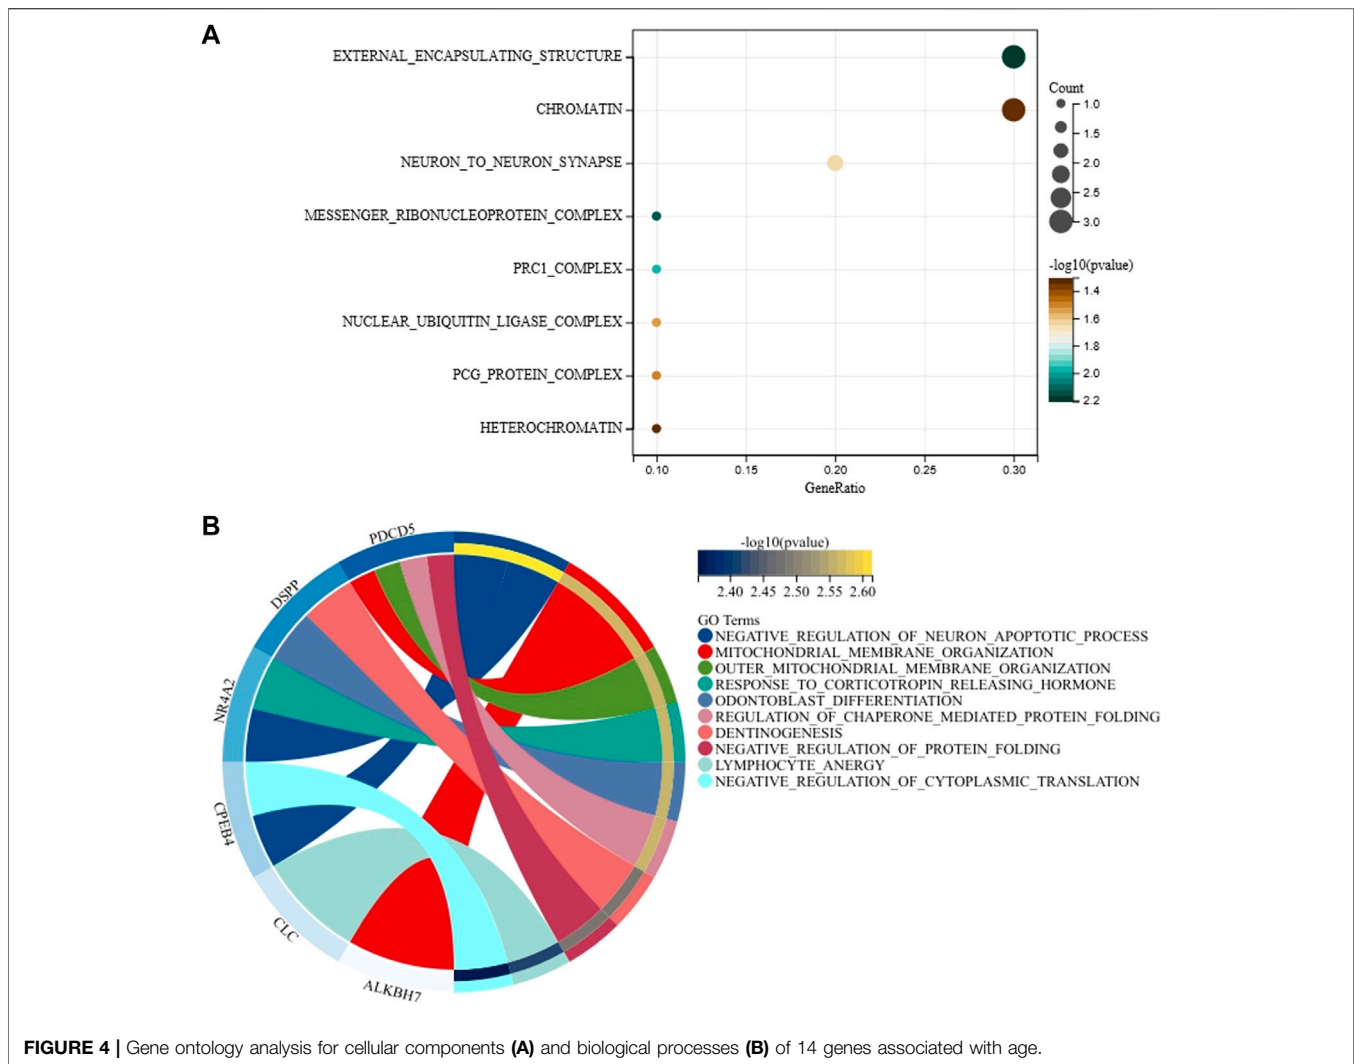 A
EXTERNAL_ENCAPSULATING_STRUCTURE
CHROMATIN
NEURON_TO_NEURON_SYNAPSE
MESSENGER_RIBONUCLEOPROTEIN_COMPLEX
PRC1_COMPLEX
NUCLEAR_UBIQUITIN_LIGASE_COMPLEX
PCG_PROTEIN_COMPLEX
HETEROCHROMATIN
0.10 0.15 0.20 0.25 0.30
GeneRatio
Count
1.0
1.5
2.0
2.5
3.0
-log10(pvalue)
1.4
1.6
1.8
2.0
2.2
B
PDCD5
DSPP
NR4A2
CPEB4
CLC
ALKBH7
-log10(pvalue)
2.40 2.45 2.50 2.55 2.60
GO Terms
NEGATIVE_REGULATION_OF_NEURON_APOPTOTIC_PROCESS
MITOCHONDRIAL_MEMBRANE_ORGANIZATION
OUTER_MITOCHONDRIAL_MEMBRANE_ORGANIZATION
RESPONSE_TO_CORTICOTROPIN_RELEASING_HORMONE
ODONTOBLAST_DIFFERENTIATION
REGULATION_OF_CHAPERONE_MEDIATED_PROTEIN_FOLDING
DENTINOGENESIS
NEGATIVE_REGULATION_OF_PROTEIN_FOLDING
LYMPHOCYTE_ANERGY
NEGATIVE_REGULATION_OF_CYTOPLASMIC_TRANSLATION
FIGURE 4 | Gene ontology analysis for cellular components (A) and biological processes (B) of 14 genes associated with age.